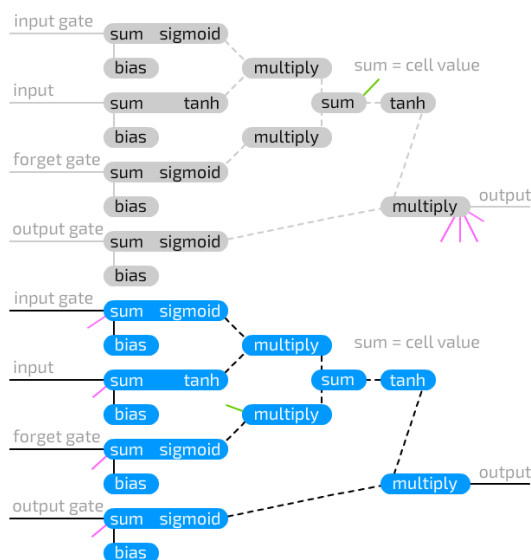 input gate
sum sigmoid
bias
multiply
sum = cell value
input
sum tanh
sum
tanh
bias
multiply
forget gate
sum sigmoid
bias
multiply
output
output gate
sum sigmoid
bias
input gate
sum sigmoid
bias
multiply
sum = cell value
input
sum tanh
sum
tanh
bias
multiply
forget gate
sum sigmoid
bias
multiply
output
output gate
sum sigmoid
bias